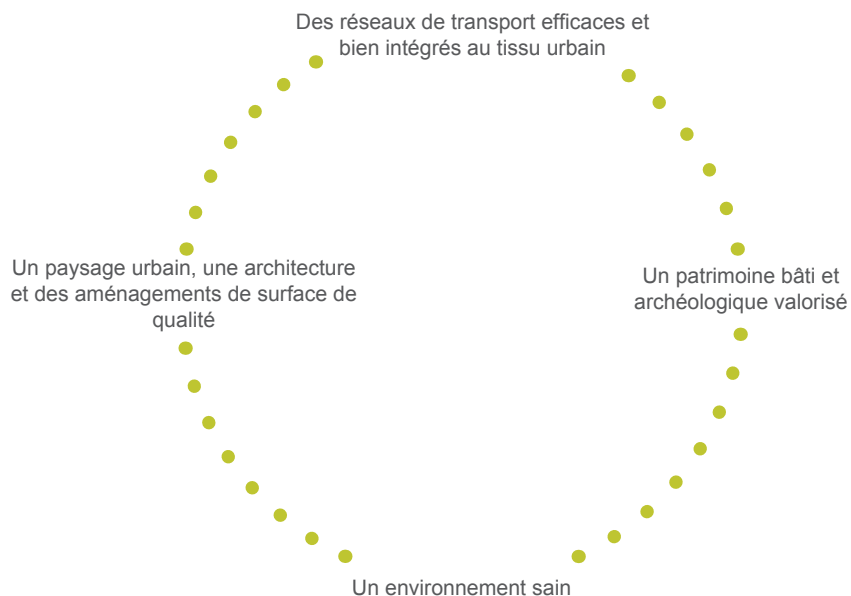 Des réseaux de transport efficaces et
bien intégrés au tissu urbain
Un paysage urbain, une architecture
et des aménagements de surface de
qualité
Un patrimoine bâti et
archéologique valorisé
Un environnement sain